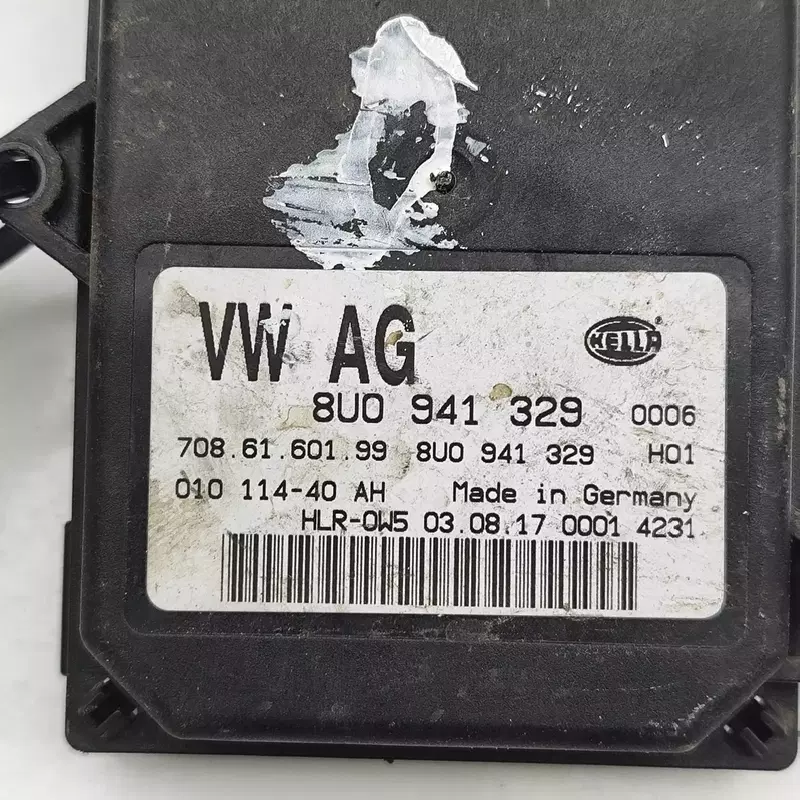 VW AG
HELLA
8U0 941 329 0006
708.61.601.99 8U0 941 329 H01
010 114-40 AH Made in Germany
HLR-0W5 03.08.17 0001 4231